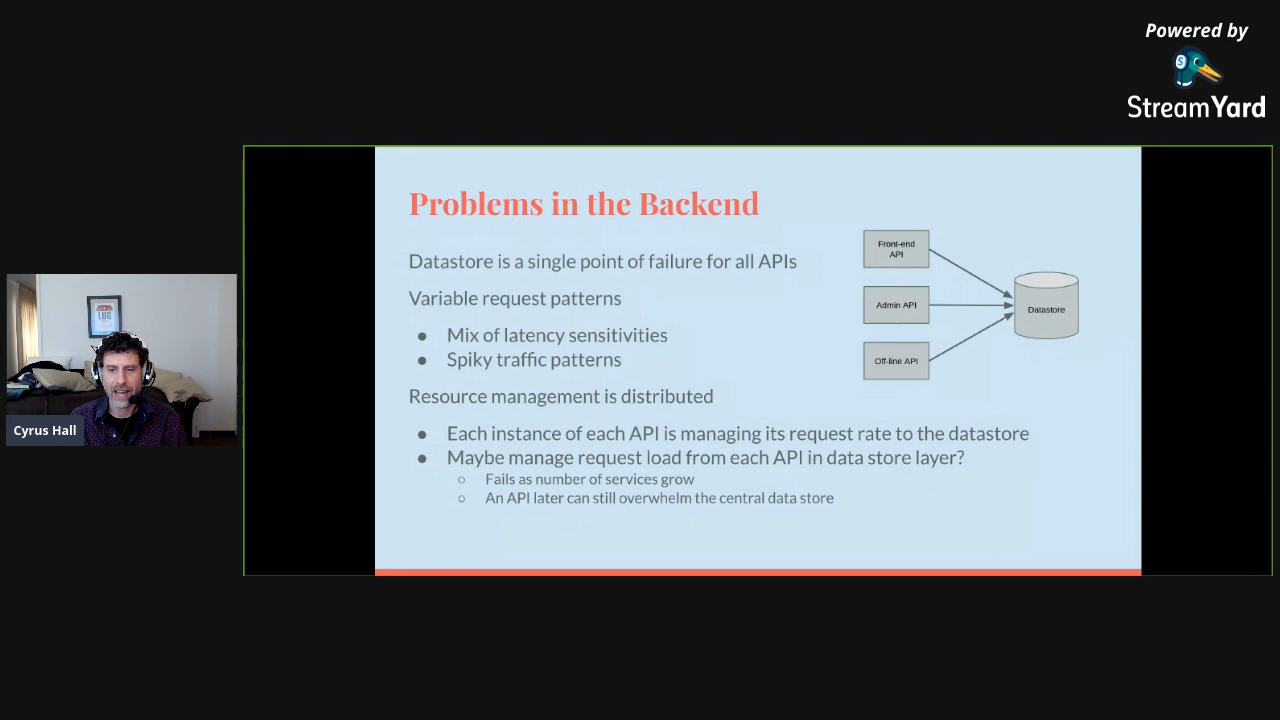 Powered by
StreamYard
Problems in the Backend
Datastore is a single point of failure for all APIs
Variable request patterns
● Mix of latency sensitivities
● Spiky traffic patterns
Resource management is distributed
● Each instance of each API is managing its request rate to the datastore
● Maybe manage request load from each API in data store layer?
○ Fails as number of services grow
○ An API later can still overwhelm the central data store
Front-end
API
Admin API
Off-line API
Datastore
LUG
Cyrus Hall